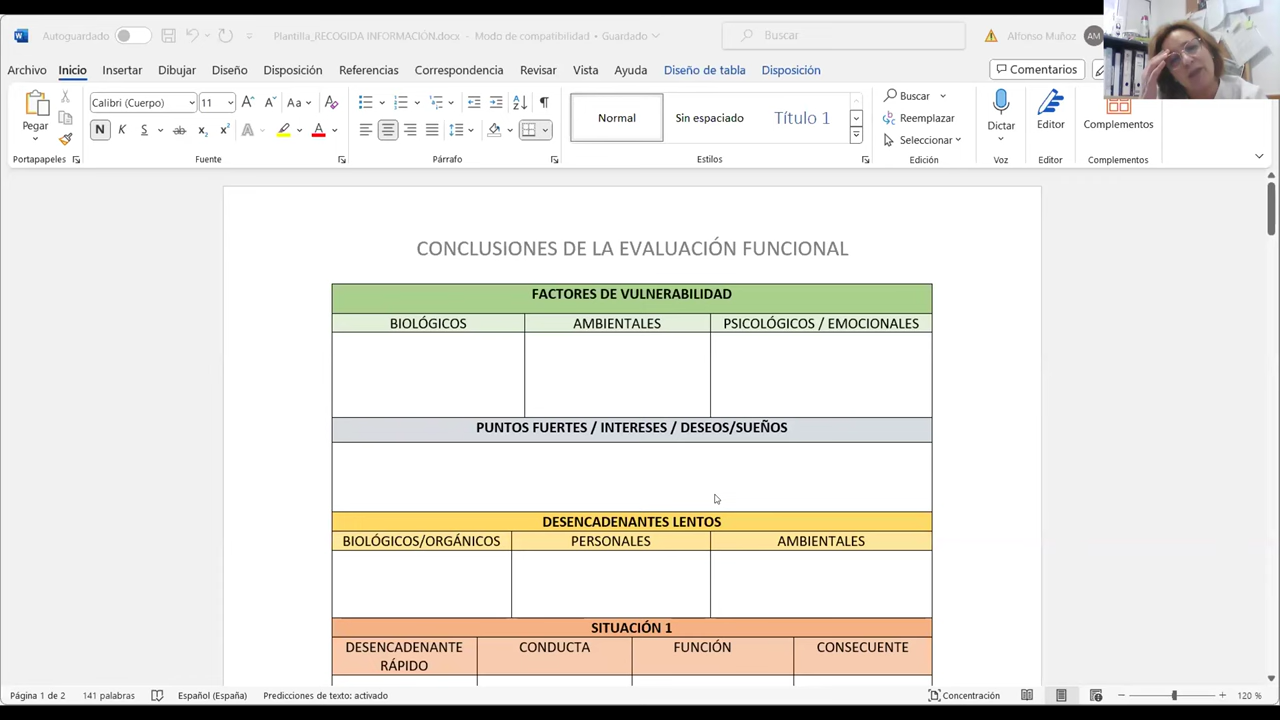 Autoguardado
Plantilla_RECOGIDA INFORMACIÓN.docx - Modo de compatibilidad • Guardado
Buscar
Alfonso Muñoz
AM
Archivo Inicio Insertar Dibujar Diseño Disposición Referencias Correspondencia Revisar Vista Ayuda Diseño de tabla Disposición
Comentarios
Calibri (Cuerpo) 11
Pegar
N K S ab x₂ x² A A
Normal
Sin espaciado
Título 1
Buscar
Reemplazar
Seleccionar
Dictar
Editor
Complementos
Portapapeles Fuente Párrafo Estilos Edición Voz Editor Complementos
CONCLUSIONES DE LA EVALUACIÓN FUNCIONAL
FACTORES DE VULNERABILIDAD
BIOLÓGICOS AMBIENTALES PSICOLÓGICOS / EMOCIONALES
PUNTOS FUERTES / INTERESES / DESEOS/SUEÑOS
DESENCADENANTES LENTOS
BIOLÓGICOS/ORGÁNICOS PERSONALES AMBIENTALES
SITUACIÓN 1
DESENCADENANTE RÁPIDO CONDUCTA FUNCIÓN CONSECUENTE
Página 1 de 2 141 palabras Español (España) Predicciones de texto: activado Concentración 120 %